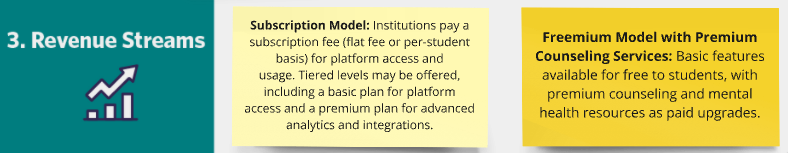 3. Revenue Streams
Subscription Model: Institutions pay a
subscription fee (flat fee or per-student
basis) for platform access and
usage. Tiered levels may be offered,
including a basic plan for platform
access and a premium plan for advanced
analytics and integrations.
Freemium Model with Premium
Counseling Services: Basic features
available for free to students, with
premium counseling and mental
health resources as paid upgrades.